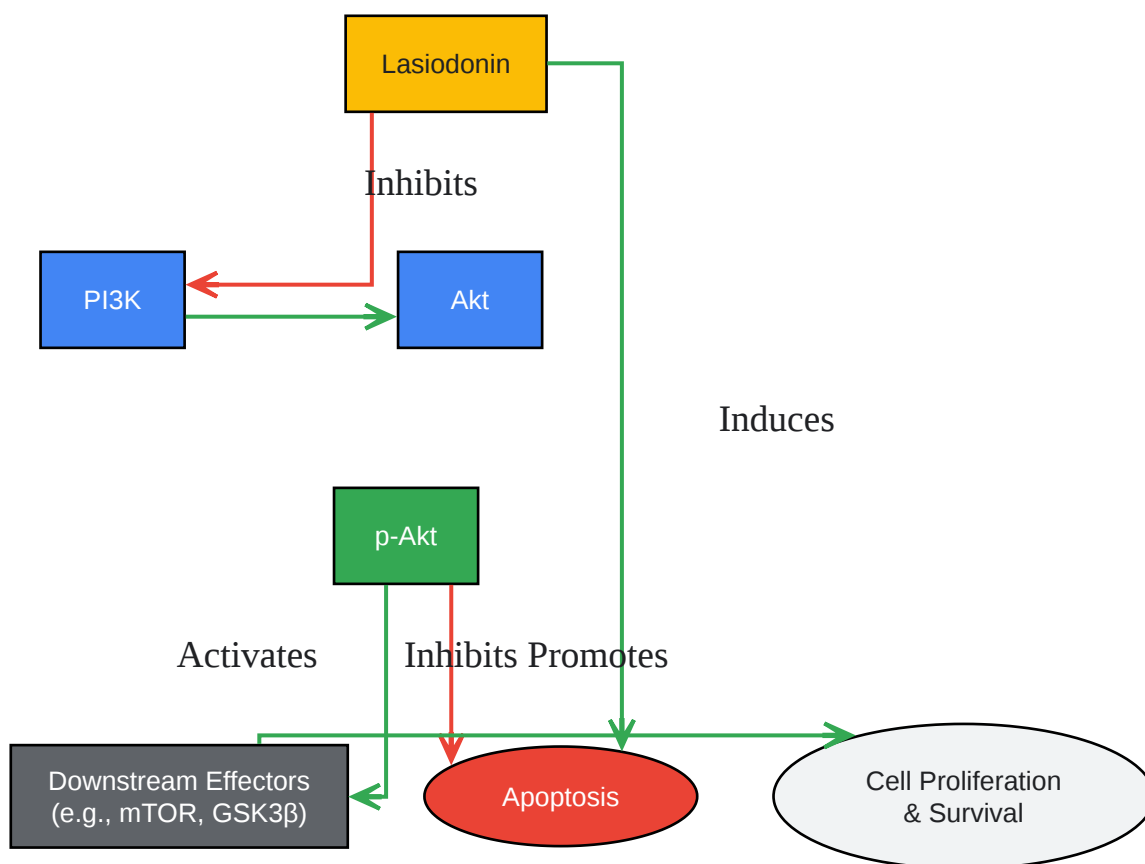 Lasiodonin
Inhibits
PI3K
Akt
Induces
p-Akt
Activates
Inhibits
Promotes
Downstream Effectors
(e.g., mTOR, GSK3β)
Apoptosis
Cell Proliferation
& Survival